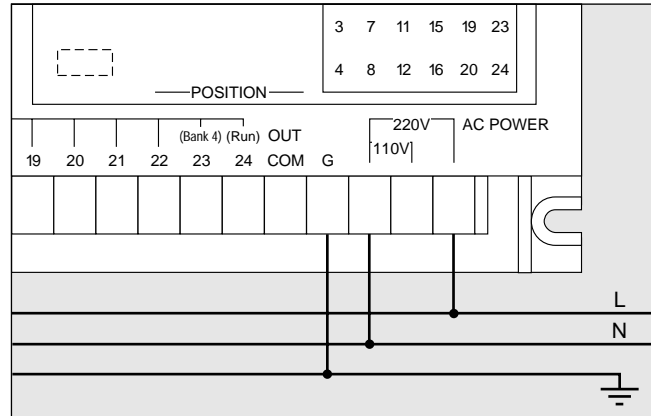 3 7 11 15 19 23
4 8 12 16 20 24
POSITION
220V AC POWER
(Bank 4) (Run) OUT
110V
19 20 21 22 23 24 COM G
L
N